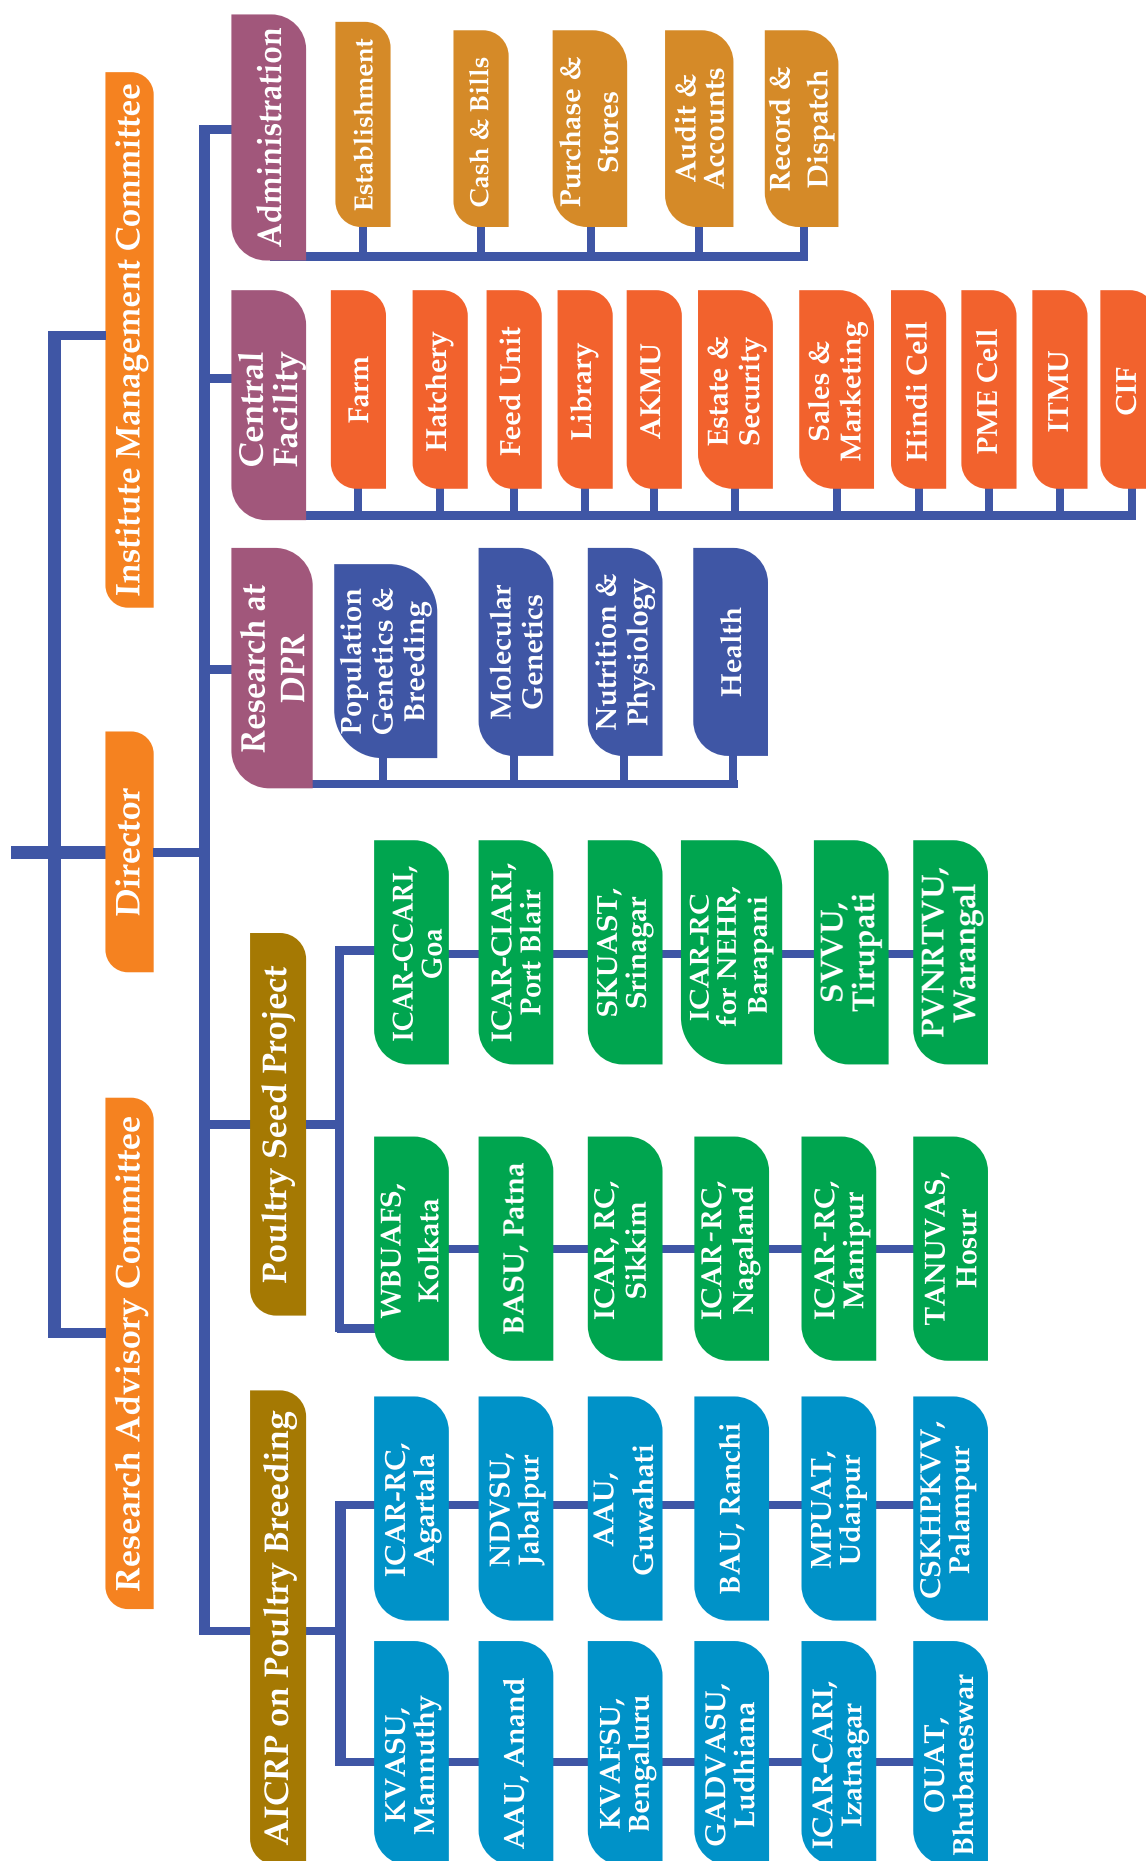 Research Advisory Committee
Director
Institute Management Committee
AICRP on Poultry Breeding
KVASU,
Mannuthy
AAU, Anand
KVAFSU,
Bengaluru
GADVASU,
Ludhiana
ICAR-CARI,
Izatnagar
OUAT,
Bhubaneswar
ICAR-RC,
Agartala
NDVSU,
Jabalpur
AAU,
Guwahati
BAU, Ranchi
MPUAT,
Udaipur
CSKHPKVV,
Palampur
Poultry Seed Project
WBUAFS,
Kolkata
BASU, Patna
ICAR, RC,
Sikkim
ICAR-RC,
Nagaland
ICAR-RC,
Manipur
TANUVAS,
Hosur
ICAR-CCARI,
Goa
ICAR-CIARI,
Port Blair
SKUAST,
Srinagar
ICAR-RC
for NEHR,
Barapani
SVVU,
Tirupati
PVNRTVU,
Warangal
Research at
DPR
Population
Genetics &
Breeding
Molecular
Genetics
Nutrition &
Physiology
Health
Central
Facility
Farm
Hatchery
Feed Unit
Library
AKMU
Estate &
Security
Sales &
Marketing
Hindi Cell
PME Cell
ITMU
CIF
Administration
Establishment
Cash & Bills
Purchase &
Stores
Audit &
Accounts
Record &
Dispatch